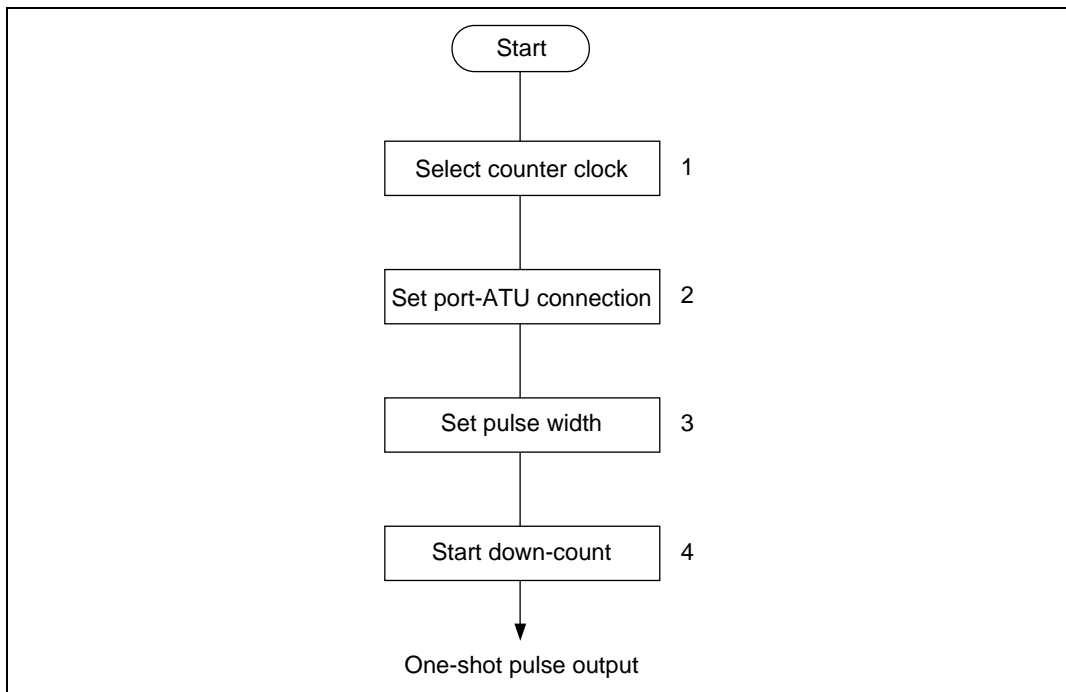 Start
Select counter clock 1
Set port-ATU connection 2
Set pulse width 3
Start down-count 4
One-shot pulse output